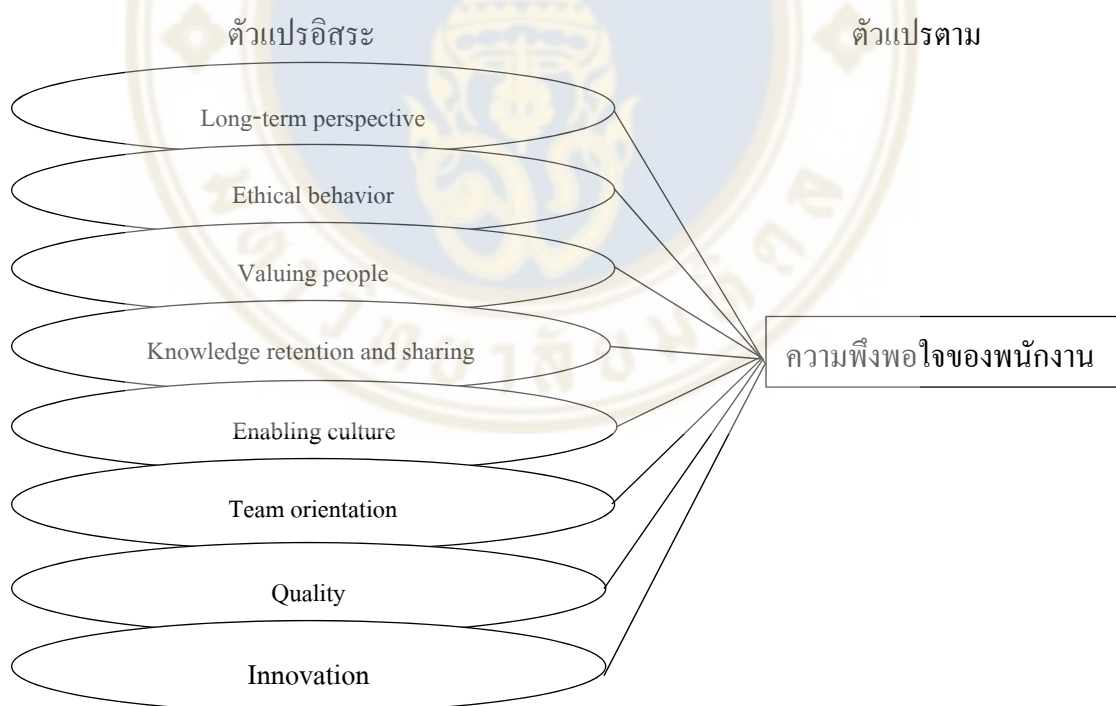 ตัวแปรอิสระ
ตัวแปรตาม
Long-term perspective
Ethical behavior
Valuing people
Knowledge retention and sharing
ความพึงพอใจของพนักงาน
Enabling culture
Team orientation
Quality
Innovation